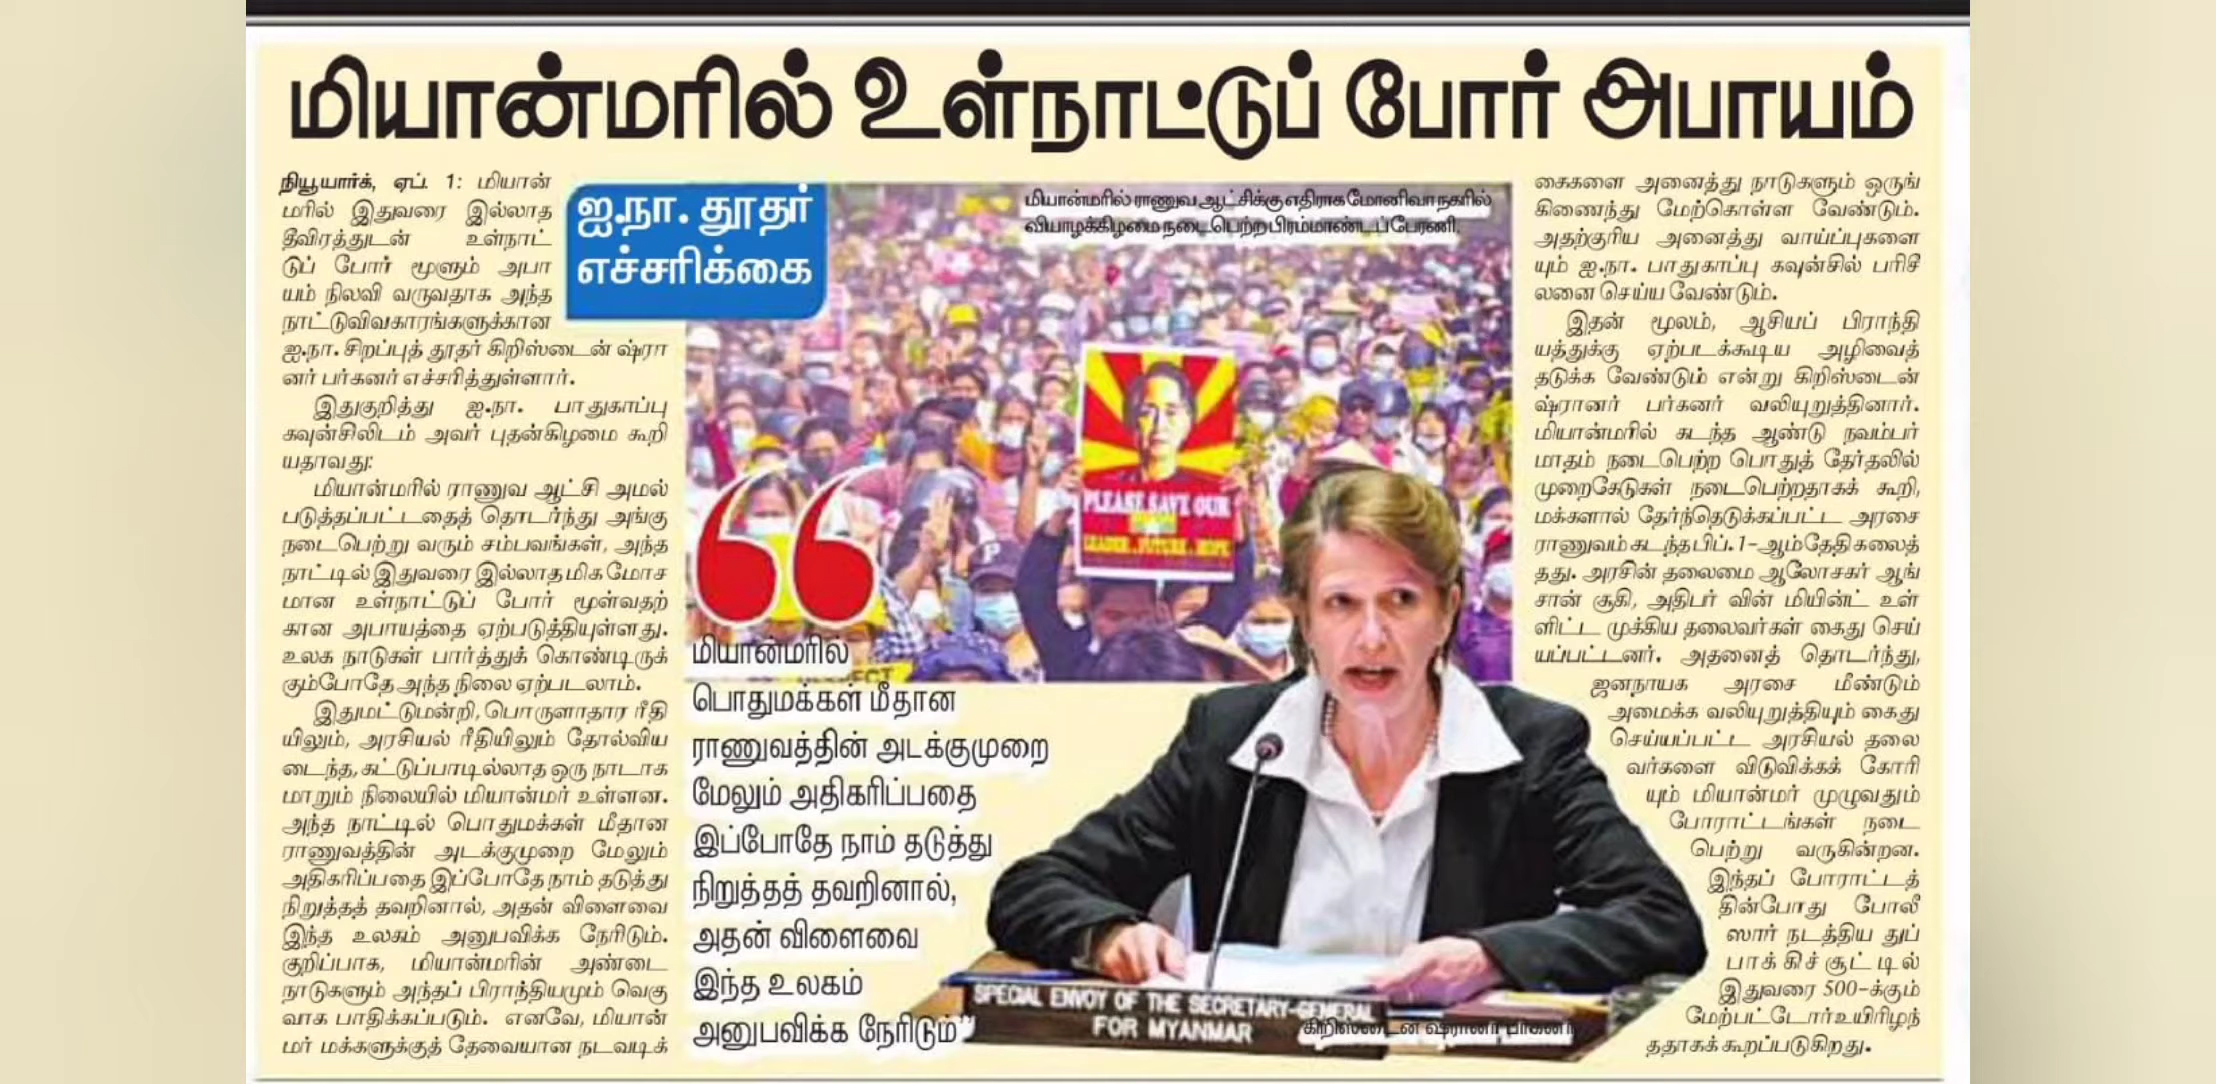 மியான்மரில் உள்நாட்டுப் போர் அபாயம்
ஐ.நா. தூதர்
எச்சரிக்கை
நியூயார்க், ஏப். 1: மியான்
மரில் இதுவரை இல்லாத
தீவிரத்துடன் உள்நாட்
டுப் போர் மூளும் அபா
யம் நிலவி வருவதாக அந்த
நாட்டுவிவகாரங்களுக்கான
ஐ.நா. சிறப்புத் தூதர் கிறிஸ்டைன் ஷ்ரா
னர் பர்கனர் எச்சரித்துள்ளார்.
இதுகுறித்து ஐ.நா. பாதுகாப்பு
கவுன்சிலிடம் அவர் புதன்கிழமை கூறி
யதாவது:
மியான்மரில் ராணுவ ஆட்சி அமல்
படுத்தப்பட்டதைத் தொடர்ந்து அங்கு
நடைபெற்று வரும் சம்பவங்கள், அந்த
நாட்டில் இதுவரை இல்லாத மிக மோச
மான உள்நாட்டுப் போர் மூள்வதற்
கான அபாயத்தை ஏற்படுத்தியுள்ளது.
உலக நாடுகள் பார்த்துக் கொண்டிருக்
கும்போதே அந்த நிலை ஏற்படலாம்.
இதுமட்டுமன்றி, பொருளாதார ரீதி
யிலும், அரசியல் ரீதியிலும் தோல்விய
டைந்த, கட்டுப்பாடில்லாத ஒரு நாடாக
மாறும் நிலையில் மியான்மர் உள்ளன.
அந்த நாட்டில் பொதுமக்கள் மீதான
ராணுவத்தின் அடக்குமுறை மேலும்
அதிகரிப்பதை இப்போதே நாம் தடுத்து
நிறுத்தத் தவறினால், அதன் விளைவை
இந்த உலகம் அனுபவிக்க நேரிடும்.
குறிப்பாக, மியான்மரின் அண்டை
நாடுகளும் அந்தப் பிராந்தியமும் வெகு
வாக பாதிக்கப்படும். எனவே, மியான்
மர் மக்களுக்குத் தேவையான நடவடிக்
மியான்மரில் ராணுவ ஆட்சிக்கு எதிராக மோனிவா நகரில்
வியாழக்கிழமை நடைபெற்ற பிரம்மாண்டப் பேரணி.
PLEASE SAVE OUR
LEADER . FUTURE . HOPE
“
மியான்மரில்
பொதுமக்கள் மீதான
ராணுவத்தின் அடக்குமுறை
மேலும் அதிகரிப்பதை
இப்போதே நாம் தடுத்து
நிறுத்தத் தவறினால்,
அதன் விளைவை
இந்த உலகம்
அனுபவிக்க நேரிடும்”
SPECIAL ENVOY OF THE SECRETARY-GENERAL
FOR MYANMAR
கிறிஸ்டைன் ஷ்ரானர் பர்கனர்
கைகளை அனைத்து நாடுகளும் ஒருங்
கிணைந்து மேற்கொள்ள வேண்டும்.
அதற்குரிய அனைத்து வாய்ப்புகளை
யும் ஐ.நா. பாதுகாப்பு கவுன்சில் பரிசீ
லனை செய்ய வேண்டும்.
இதன் மூலம், ஆசியப் பிராந்தி
யத்துக்கு ஏற்படக்கூடிய அழிவைத்
தடுக்க வேண்டும் என்று கிறிஸ்டைன்
ஷ்ரானர் பர்கனர் வலியுறுத்தினார்.
மியான்மரில் கடந்த ஆண்டு நவம்பர்
மாதம் நடைபெற்ற பொதுத் தேர்தலில்
முறைகேடுகள் நடைபெற்றதாகக் கூறி,
மக்களால் தேர்ந்தெடுக்கப்பட்ட அரசை
ராணுவம் கடந்த பிப். 1-ஆம் தேதி கலைத்
தது. அரசின் தலைமை ஆலோசகர் ஆங்
சான் சூகி, அதிபர் வின் மியின்ட் உள்
ளிட்ட முக்கிய தலைவர்கள் கைது செய்
யப்பட்டனர். அதனைத் தொடர்ந்து,
ஜனநாயக அரசை மீண்டும்
அமைக்க வலியுறுத்தியும் கைது
செய்யப்பட்ட அரசியல் தலை
வர்களை விடுவிக்கக் கோரி
யும் மியான்மர் முழுவதும்
போராட்டங்கள் நடை
பெற்று வருகின்றன.
இந்தப் போராட்டத்
தின்போது போலீ
ஸார் நடத்திய துப்
பாக்கிச் சூட்டில்
இதுவரை 500-க்கும்
மேற்பட்டோர் உயிரிழந்
ததாகக் கூறப்படுகிறது.